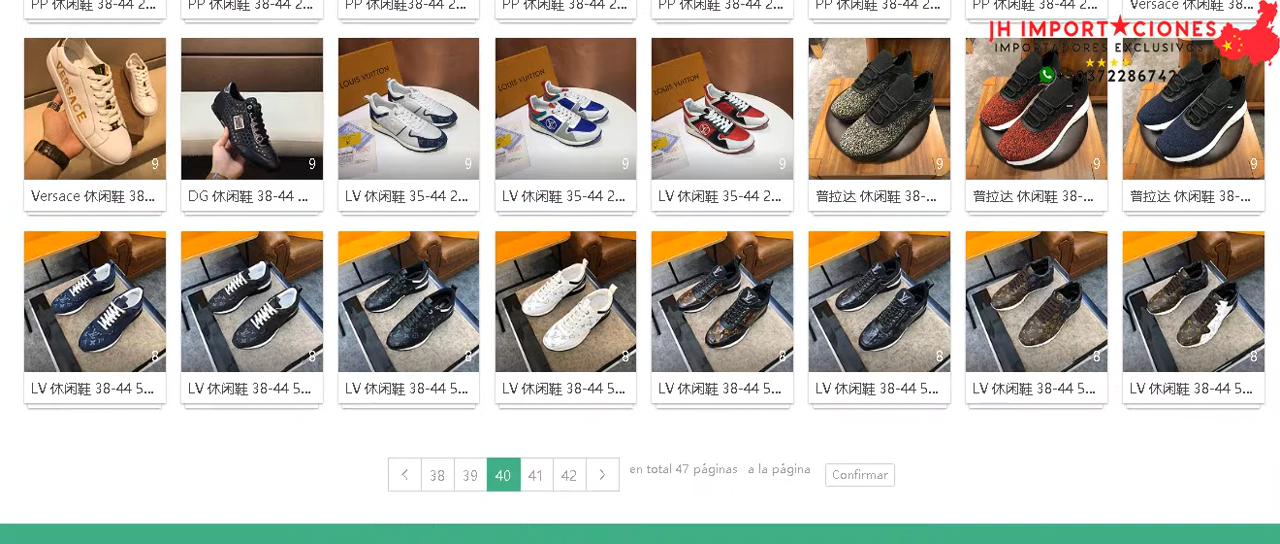 PP 休闲鞋 38-44 2...
PP 休闲鞋38-44 2...
PP 休闲鞋 38-44 2...
PP 休闲鞋 38-44 2...
PP 休闲鞋 38-44 2...
PP 休闲鞋 38-44 2...
PP 休闲鞋 38-44 2...
Versace 休闲鞋 38...
JH IMPORT★CIONES
IMPORTADORES EXCLUSIVOS
VERSACE
LOUIS VUITTON
LOUIS VUITTON
LOUIS VUITTON
9
9
9
9
9
9
9
9
Versace 休闲鞋 38...
DG 休闲鞋 38-44 ...
LV 休闲鞋 35-44 2...
LV 休闲鞋 35-44 2...
LV 休闲鞋 35-44 2...
普拉达 休闲鞋 38-...
普拉达 休闲鞋 38-...
普拉达 休闲鞋 38-...
8
8
8
8
8
8
8
8
LV 休闲鞋 38-44 5...
LV 休闲鞋 38-44 5...
LV 休闲鞋 38-44 5...
LV 休闲鞋 38-44 5...
LV 休闲鞋 38-44 5...
LV 休闲鞋 38-44 5...
LV 休闲鞋 38-44 5...
LV 休闲鞋 38-44 5...
< 38 39 40 41 42 > en total 47 páginas a la página Confirmar